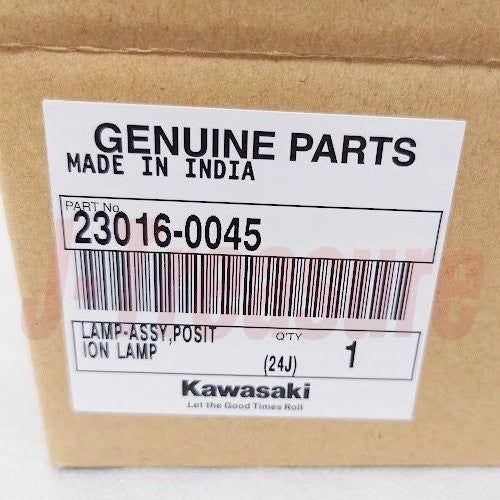 GENUINE PARTS
MADE IN INDIA
PART No.
23016-0045
LAMP-ASSY,POSIT
ION LAMP
(24J)
Q'TY
1
Kawasaki
Let the Good Times Roll
J-Treasure